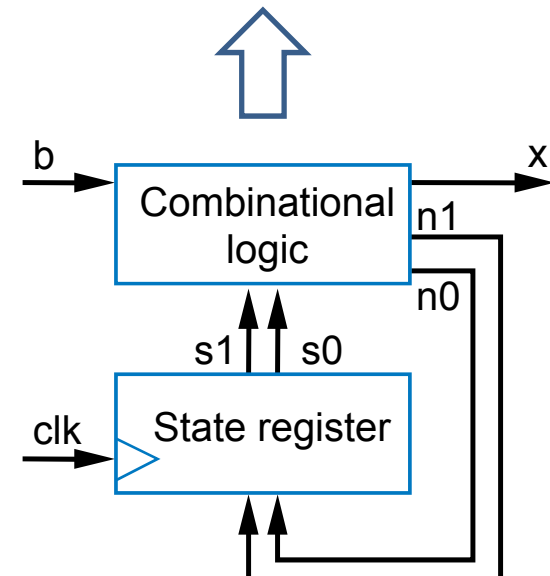 b
x
Combinational
logic
n1
n0
s1
s0
clk
State register